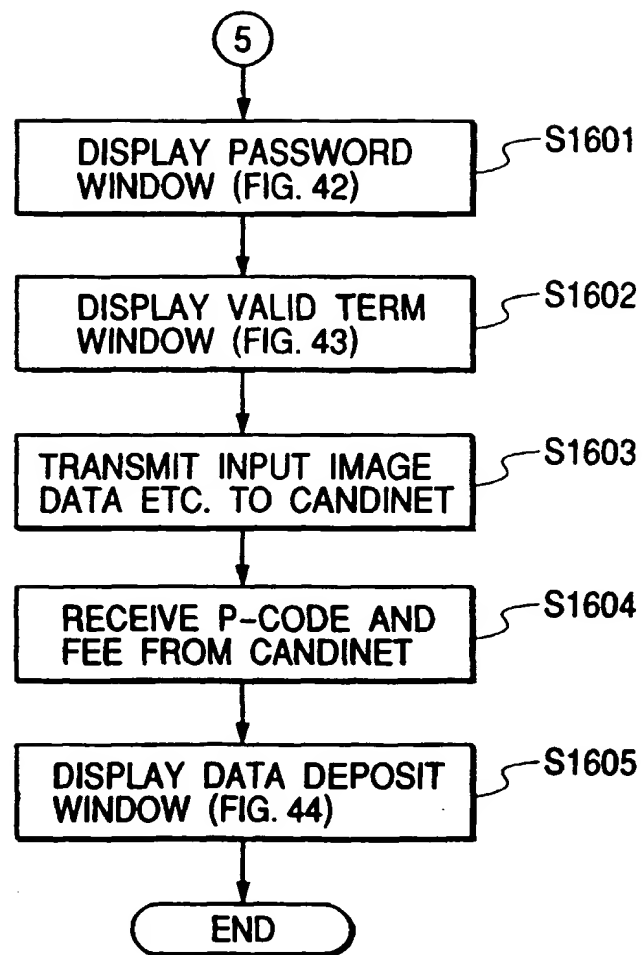 5
DISPLAY PASSWORD
WINDOW (FIG. 42)
S1601
DISPLAY VALID TERM
WINDOW (FIG. 43)
S1602
TRANSMIT INPUT IMAGE
DATA ETC. TO CANDINET
S1603
RECEIVE P-CODE AND
FEE FROM CANDINET
S1604
DISPLAY DATA DEPOSIT
WINDOW (FIG. 44)
S1605
END